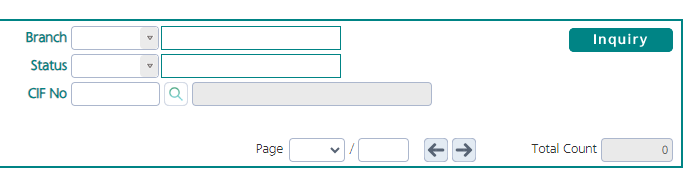 Branch
Inquiry
Status
CIF No
Page / Total Count 0